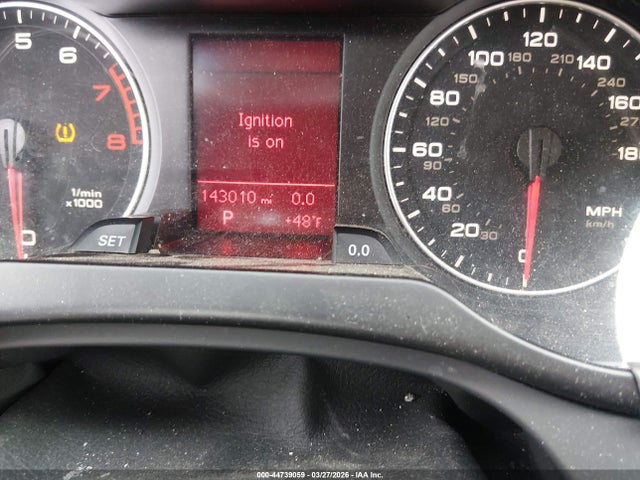 5 6 7 8
1/min
x1000
0
SET
Ignition
is on
143010 mi 0.0
P +48°F
0.0
0 20 40 60 80 100 120 140 160 180
30 60 90 120 150 180 210 240 27
MPH
km/h
000-44739059 - 03/27/2026 - IAA Inc.